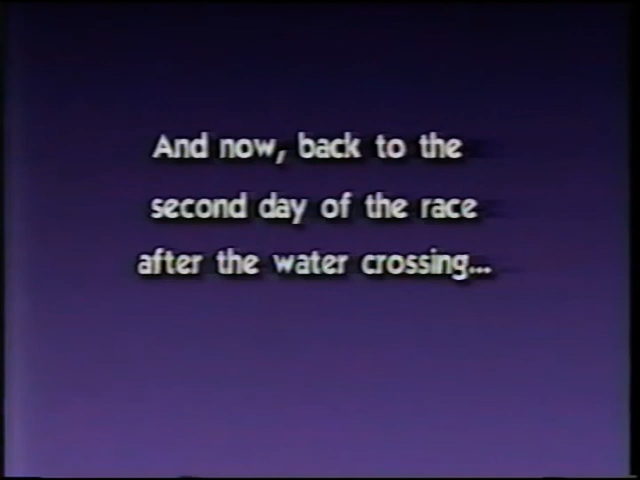 And now, back to the
second day of the race
after the water crossing...